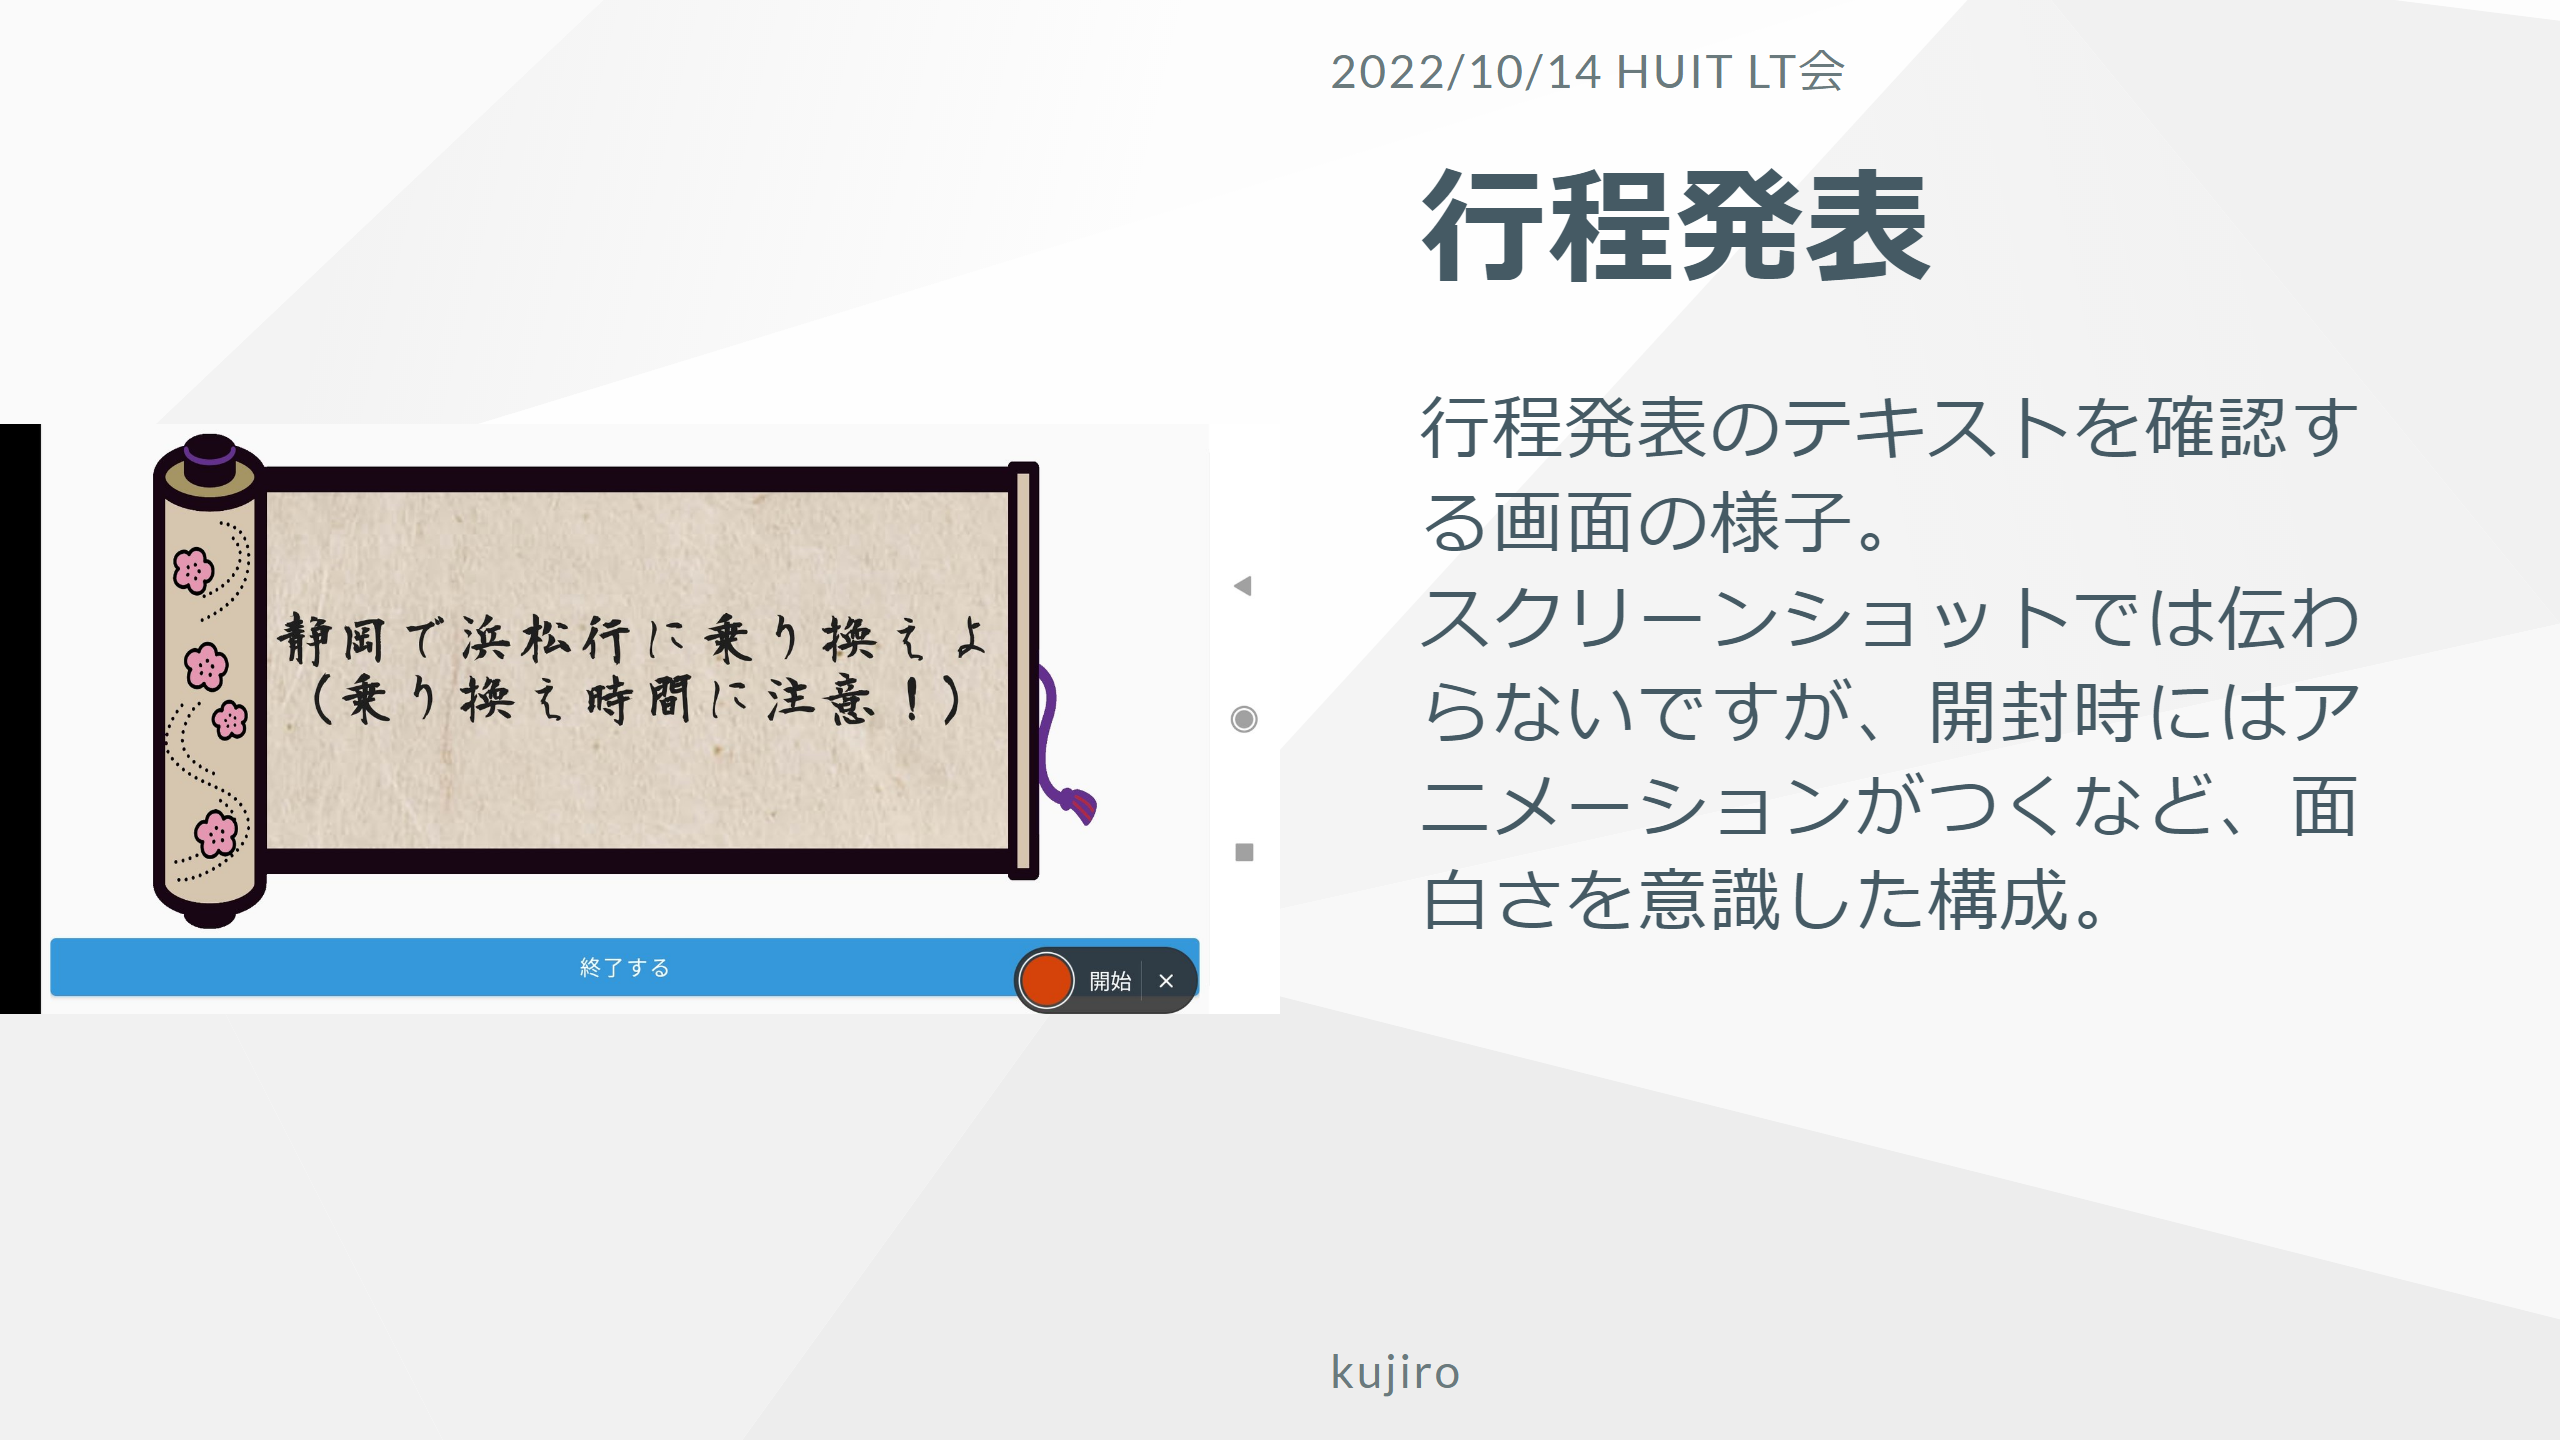 2022/10/14 HUIT LT会
行程発表
静岡で浜松行に乗り換えよ
(乗り換え時間に注意!)
終了する
開始
×
行程発表のテキストを確認す
る画面の様子。
スクリーンショットでは伝わ
らないですが、開封時にはア
ニメーションがつくなど、面
白さを意識した構成。
kujiro